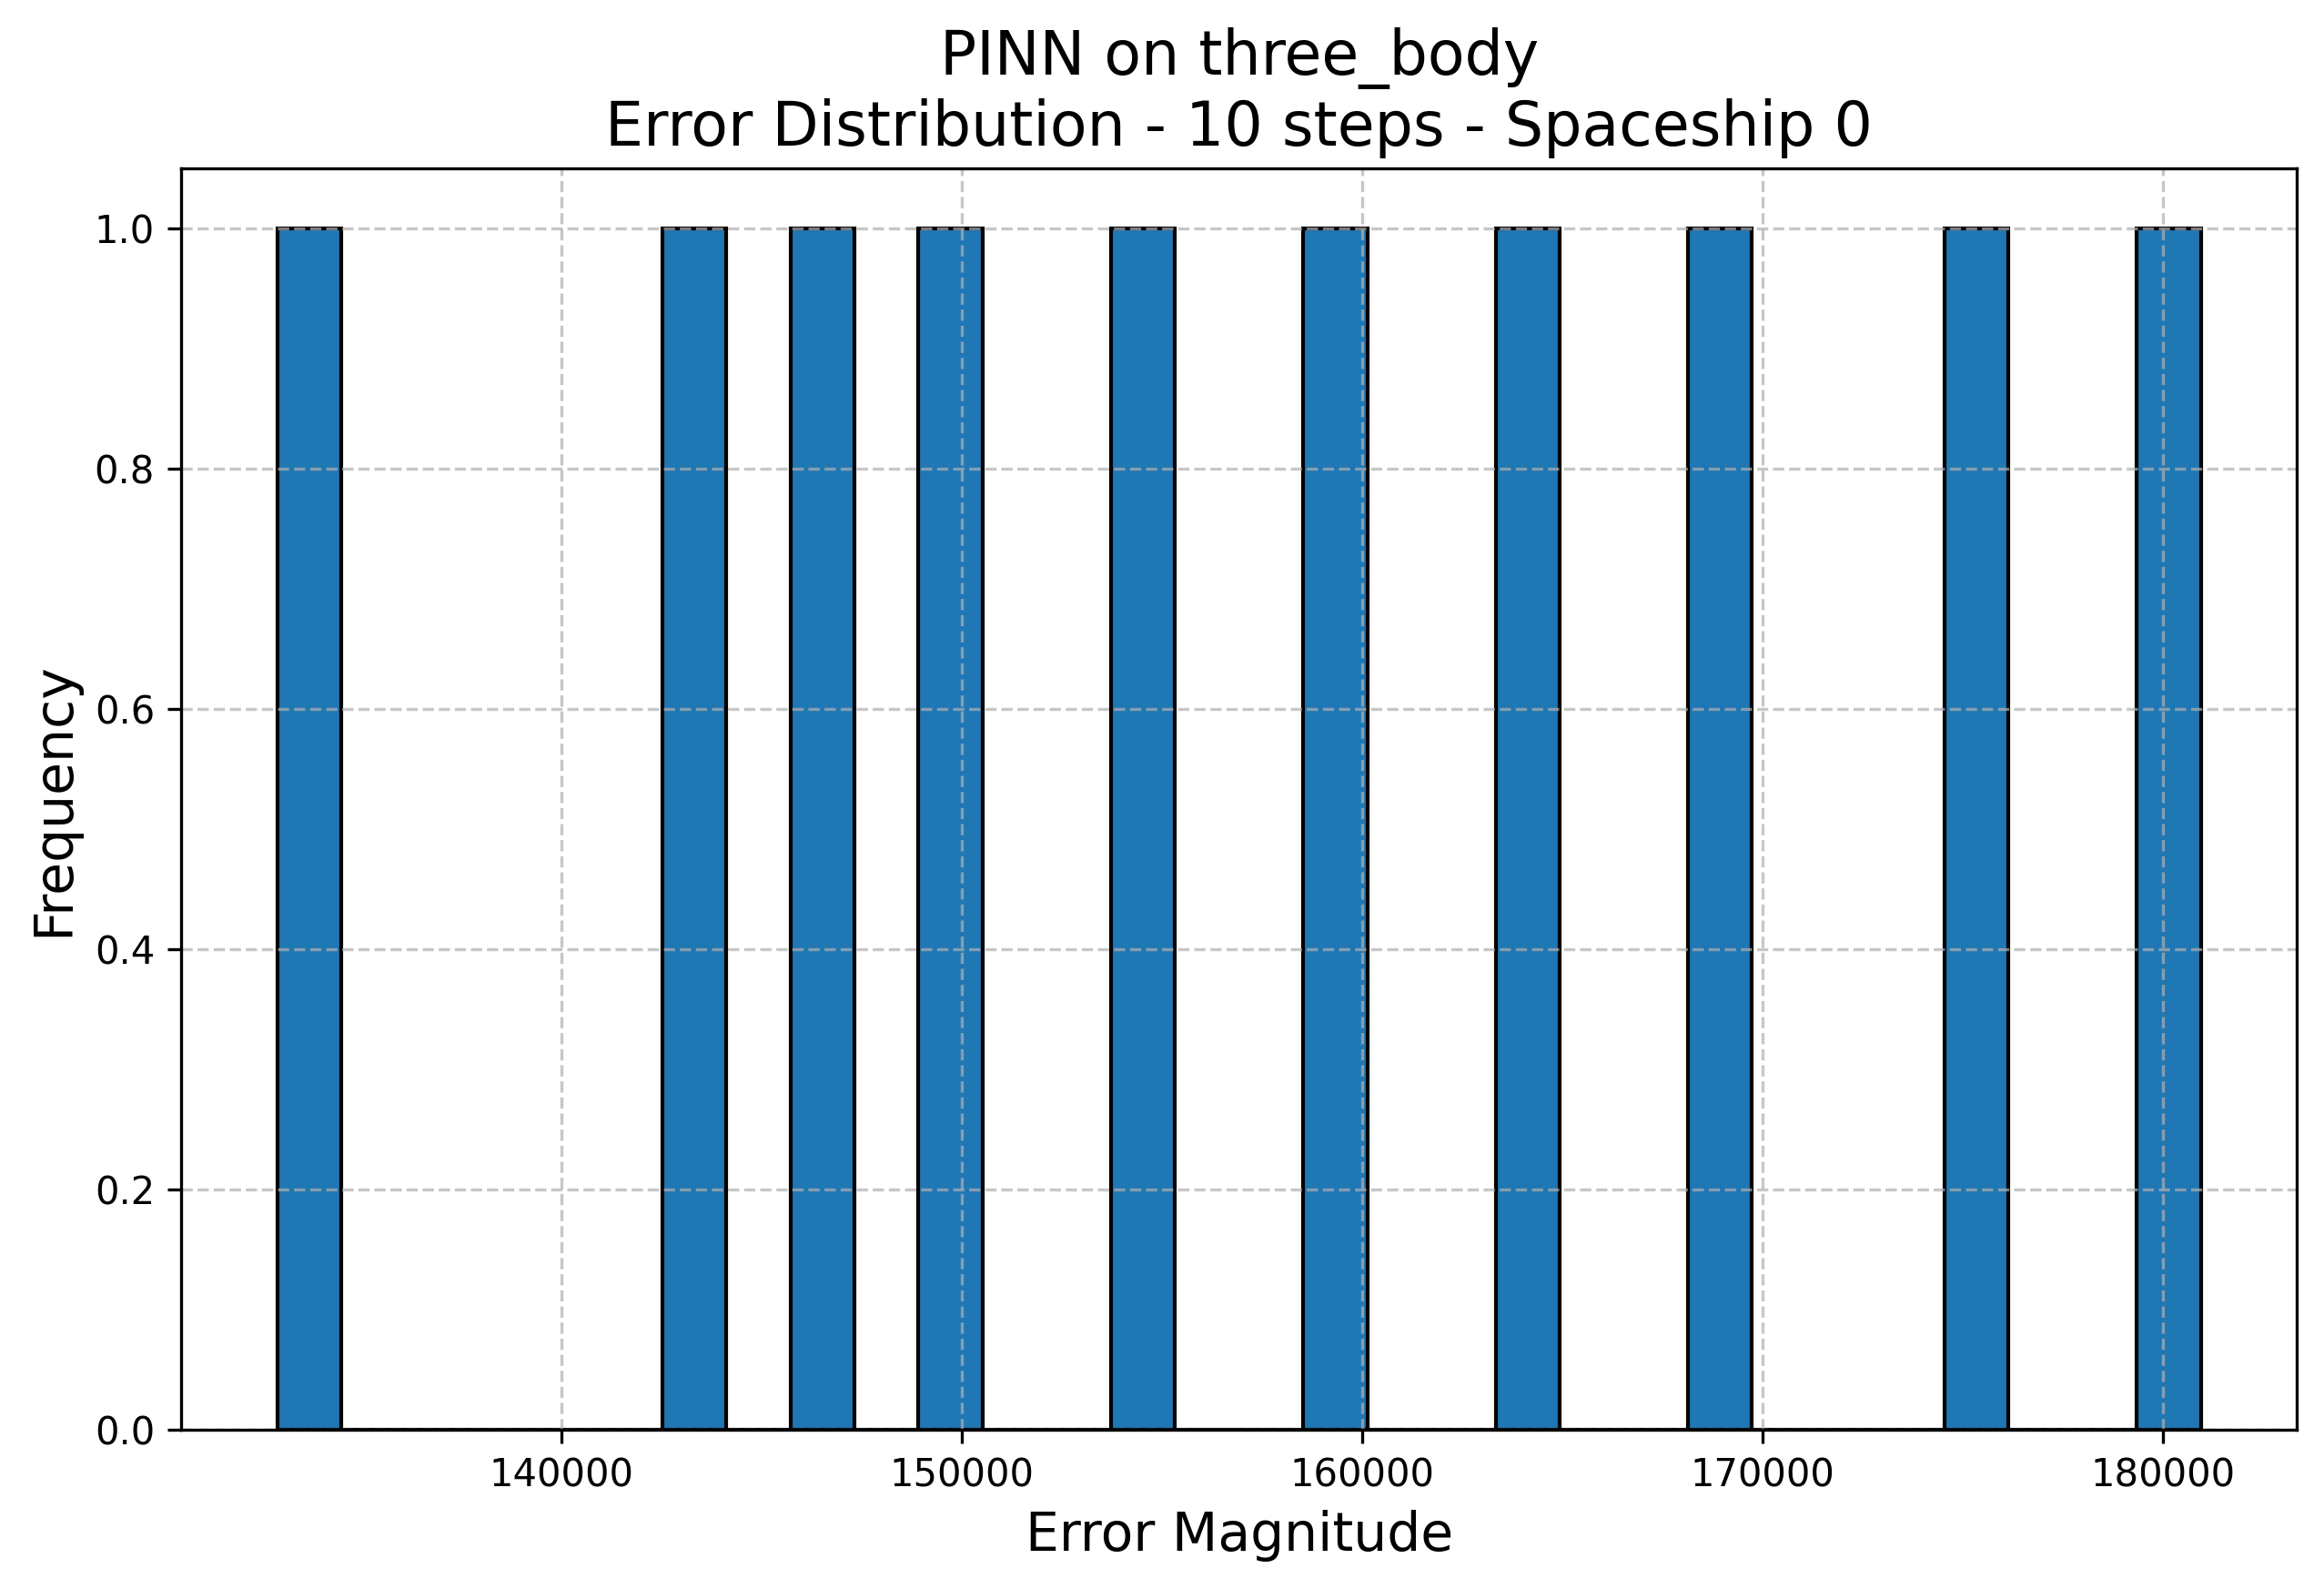 PINN on three_body
Error Distribution - 10 steps - Spaceship 0
Frequency
1.0
0.8
0.6
0.4
0.2
0.0
140000 150000 160000 170000 180000
Error Magnitude